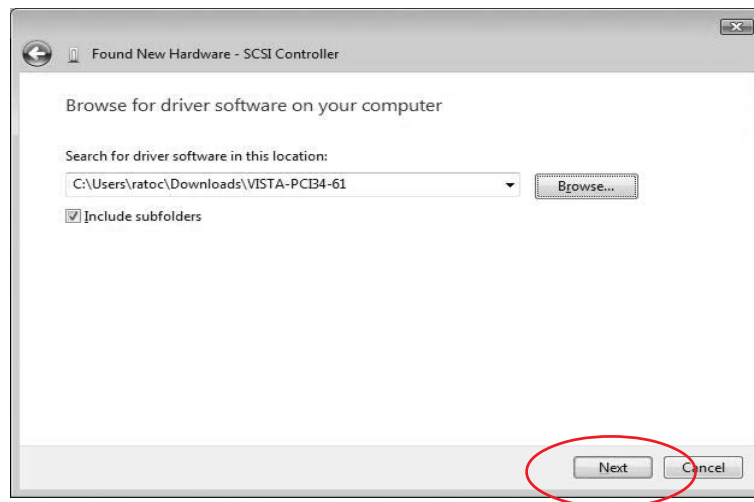 Found New Hardware - SCSI Controller
Browse for driver software on your computer
Search for driver software in this location:
C:\Users\ratoc\Downloads\VISTA-PCI34-61
Browse...
Include subfolders
Next
Cancel